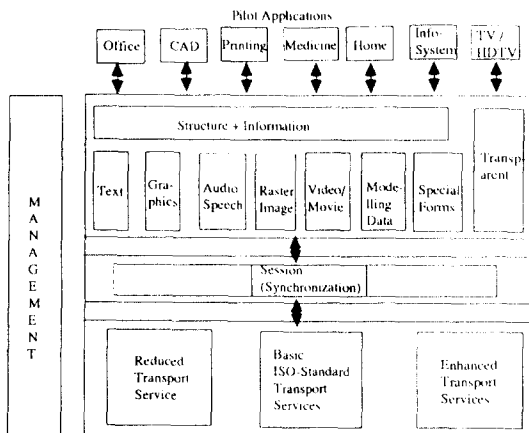 Pilot Applications
Office
CAD
Printing
Medicine
Home
Info-
System
TV /
HDTV
MANAGEMENT
Structure + Information
Transp-
arent
Text
Gra-
phics
Audio
Speech
Raster
Image
Video/
Movie
Mode-
lling
Data
Special
Forms
Session
(Synchronization)
Reduced
Transport
Service
Basic
ISO-Standard
Transport
Services
Enhanced
Transport
Services